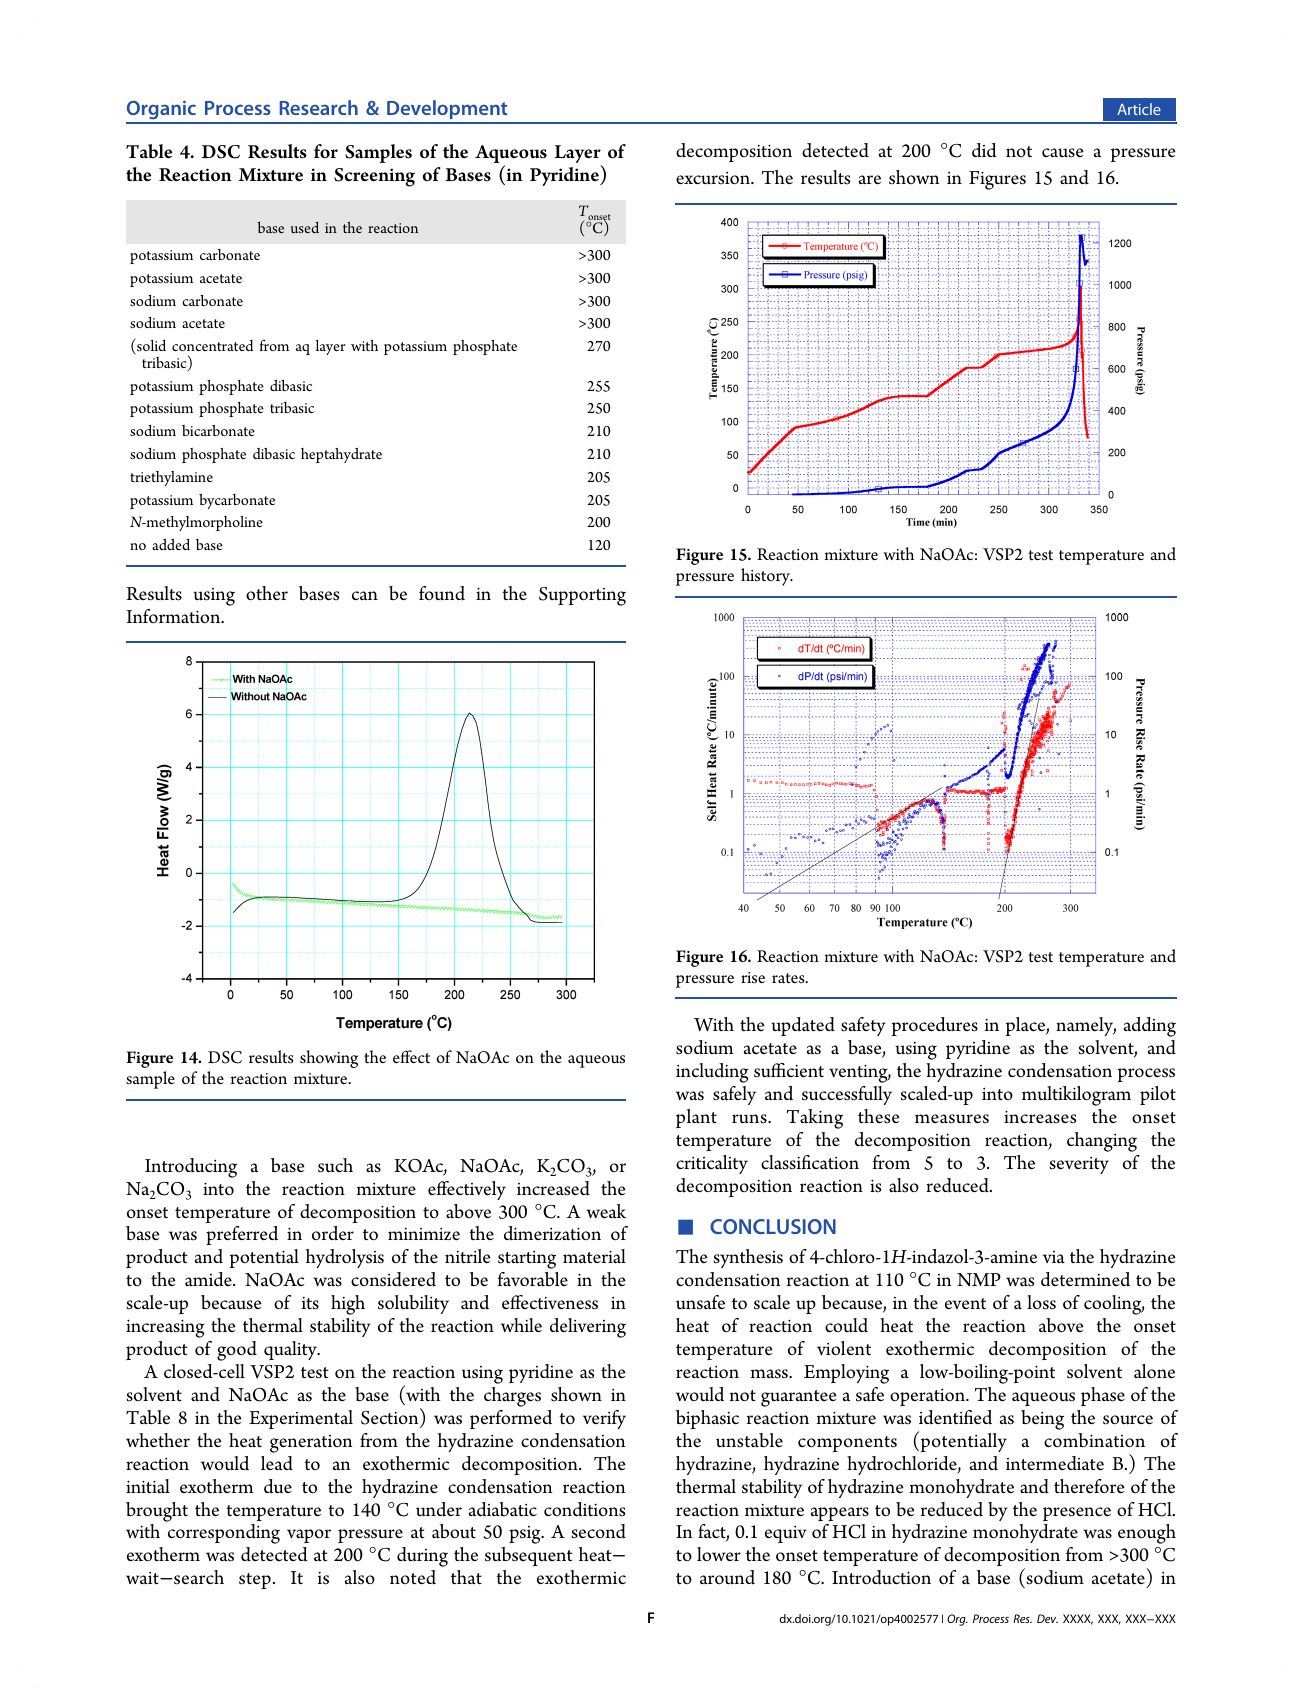 Organic Process Research & Development
Article
Table 4. DSC Results for Samples of the Aqueous Layer of
the Reaction Mixture in Screening of Bases (in Pyridine)
base used in the reaction Tonset (°C)
potassium carbonate >300
potassium acetate >300
sodium carbonate >300
sodium acetate >300
(solid concentrated from aq layer with potassium phosphate 270
tribasic)
potassium phosphate dibasic 255
potassium phosphate tribasic 250
sodium bicarbonate 210
sodium phosphate dibasic heptahydrate 210
triethylamine 205
potassium bycarbonate 205
N-methylmorpholine 200
no added base 120
Results using other bases can be found in the Supporting
Information.
8
6
4
2
0
-2
-4
Heat Flow (W/g)
With NaOAc
Without NaOAc
0 50 100 150 200 250 300
Temperature (°C)
Figure 14. DSC results showing the effect of NaOAc on the aqueous
sample of the reaction mixture.
Introducing a base such as KOAc, NaOAc, K₂CO₃, or
Na₂CO₃ into the reaction mixture effectively increased the
onset temperature of decomposition to above 300 °C. A weak
base was preferred in order to minimize the dimerization of
product and potential hydrolysis of the nitrile starting material
to the amide. NaOAc was considered to be favorable in the
scale-up because of its high solubility and effectiveness in
increasing the thermal stability of the reaction while delivering
product of good quality.
A closed-cell VSP2 test on the reaction using pyridine as the
solvent and NaOAc as the base (with the charges shown in
Table 8 in the Experimental Section) was performed to verify
whether the heat generation from the hydrazine condensation
reaction would lead to an exothermic decomposition. The
initial exotherm due to the hydrazine condensation reaction
brought the temperature to 140 °C under adiabatic conditions
with corresponding vapor pressure at about 50 psig. A second
exotherm was detected at 200 °C during the subsequent heat−
wait−search step. It is also noted that the exothermic
decomposition detected at 200 °C did not cause a pressure
excursion. The results are shown in Figures 15 and 16.
400
350
300
250
200
150
100
50
0
Temperature (°C)
Temperature (°C)
Pressure (psig)
1200
1000
800
600
400
200
0
Pressure (psig)
0 50 100 150 200 250 300 350
Time (min)
Figure 15. Reaction mixture with NaOAc: VSP2 test temperature and
pressure history.
1000
100
10
1
0.1
Self Heat Rate (°C/minute)
dT/dt (ºC/min)
dP/dt (psi/min)
1000
100
10
1
0.1
Pressure Rise Rate (psi/min)
40 50 60 70 80 90 100 200 300
Temperature (ºC)
Figure 16. Reaction mixture with NaOAc: VSP2 test temperature and
pressure rise rates.
With the updated safety procedures in place, namely, adding
sodium acetate as a base, using pyridine as the solvent, and
including sufficient venting, the hydrazine condensation process
was safely and successfully scaled-up into multikilogram pilot
plant runs. Taking these measures increases the onset
temperature of the decomposition reaction, changing the
criticality classification from 5 to 3. The severity of the
decomposition reaction is also reduced.
■ CONCLUSION
The synthesis of 4-chloro-1H-indazol-3-amine via the hydrazine
condensation reaction at 110 °C in NMP was determined to be
unsafe to scale up because, in the event of a loss of cooling, the
heat of reaction could heat the reaction above the onset
temperature of violent exothermic decomposition of the
reaction mass. Employing a low-boiling-point solvent alone
would not guarantee a safe operation. The aqueous phase of the
biphasic reaction mixture was identified as being the source of
the unstable components (potentially a combination of
hydrazine, hydrazine hydrochloride, and intermediate B.) The
thermal stability of hydrazine monohydrate and therefore of the
reaction mixture appears to be reduced by the presence of HCl.
In fact, 0.1 equiv of HCl in hydrazine monohydrate was enough
to lower the onset temperature of decomposition from >300 °C
to around 180 °C. Introduction of a base (sodium acetate) in
F
dx.doi.org/10.1021/op4002577 | Org. Process Res. Dev. XXXX, XXX, XXX−XXX